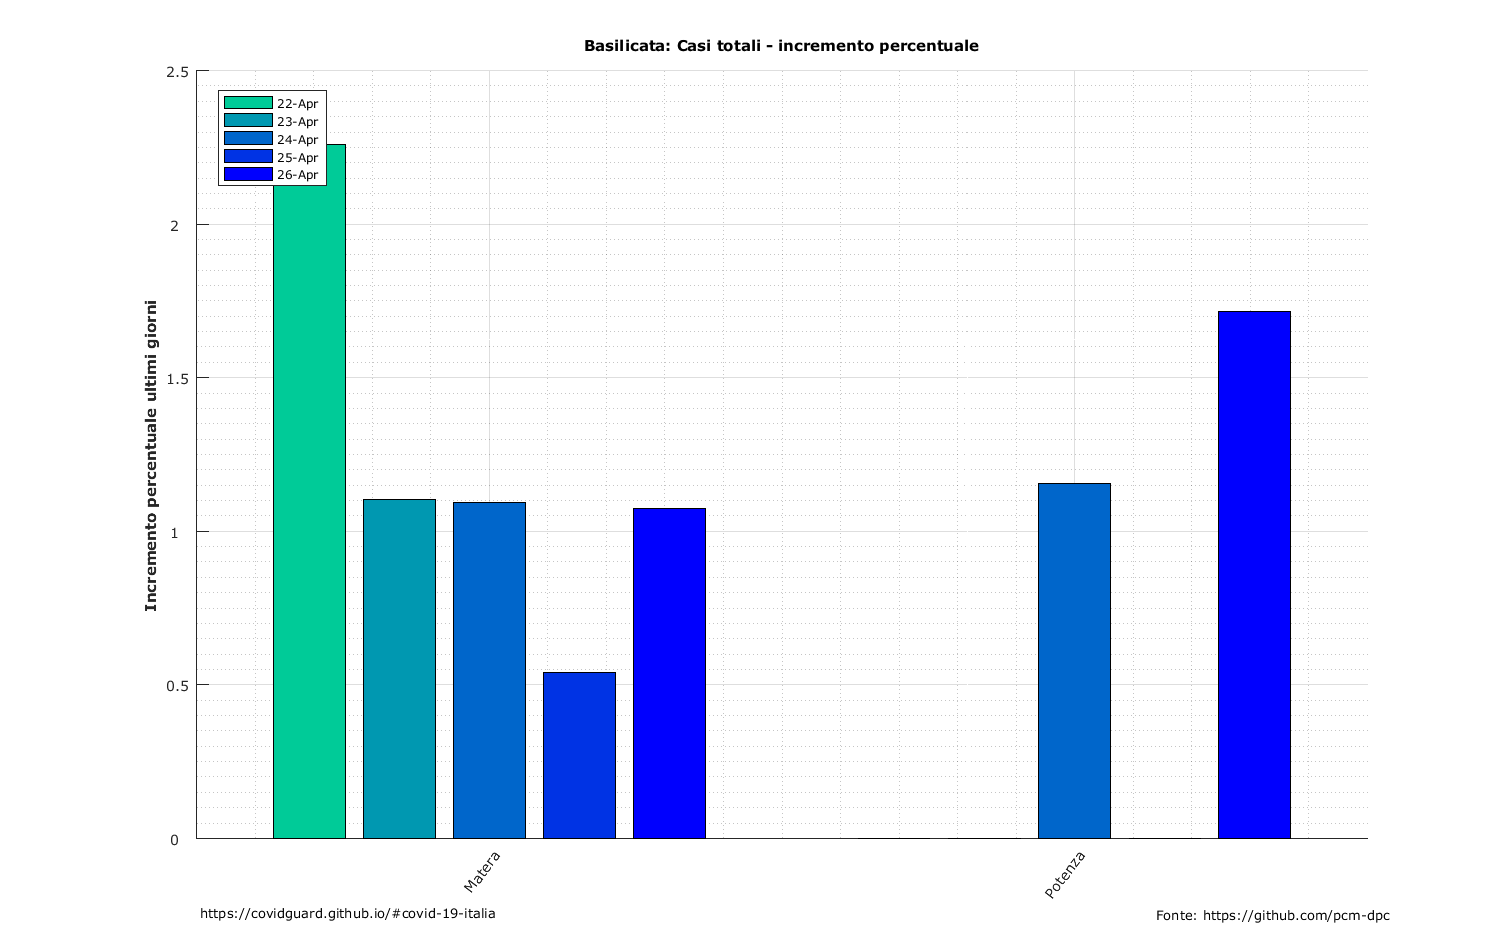 Basilicata: Casi totali - incremento percentuale
2.5
22-Apr
23-Apr
24-Apr
25-Apr
26-Apr
2
1.5
1
0.5
0
Incremento percentuale ultimi giorni
Matera
Potenza
https://covidguard.github.io/#covid-19-italia
Fonte: https://github.com/pcm-dpc